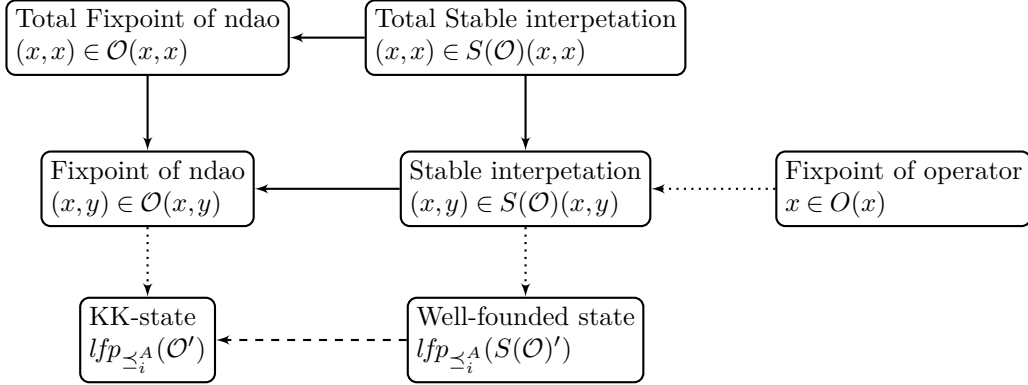 Total Fixpoint of ndao
(x, x) ∈ 𝒪(x, x)
Total Stable interpetation
(x, x) ∈ S(𝒪)(x, x)
Fixpoint of ndao
(x, y) ∈ 𝒪(x, y)
Stable interpetation
(x, y) ∈ S(𝒪)(x, y)
Fixpoint of operator
x ∈ O(x)
KK-state
lfp_{⪯_i^A}(𝒪′)
Well-founded state
lfp_{⪯_i^A}(S(𝒪)′)